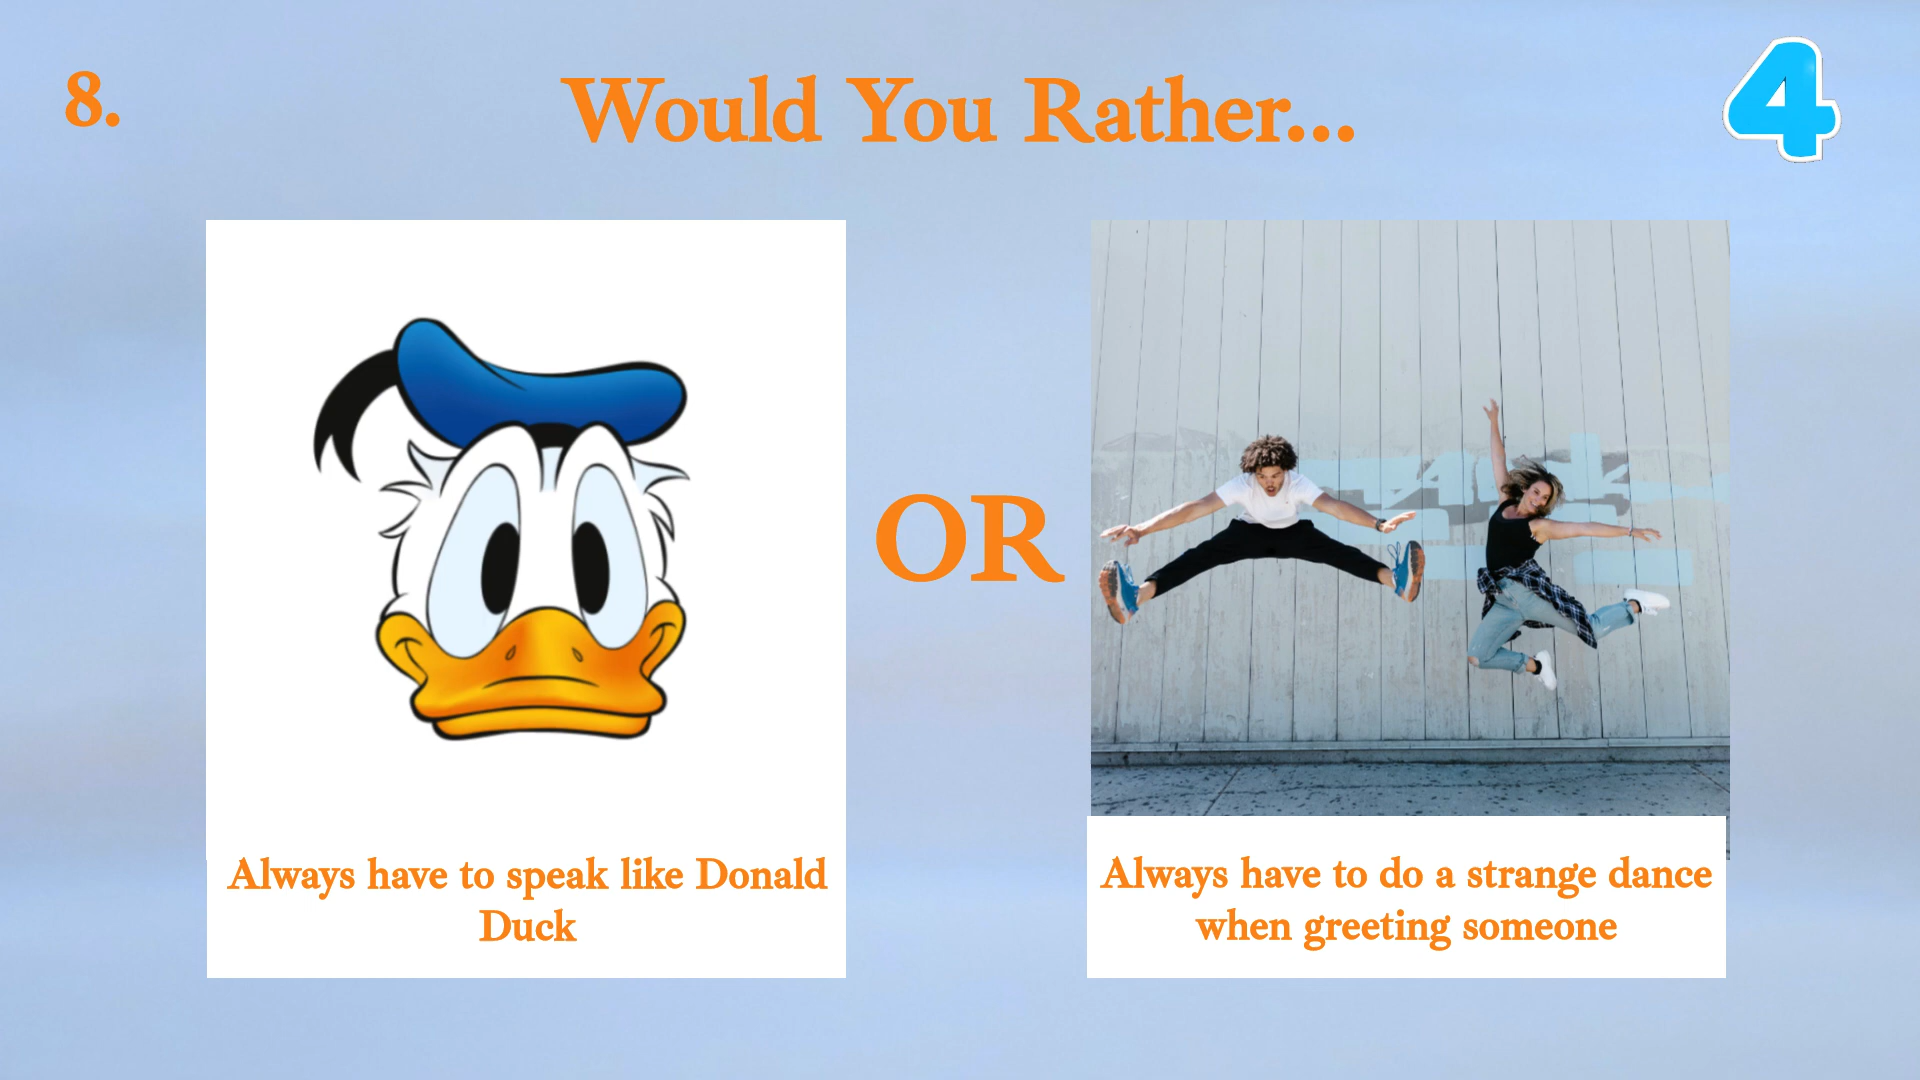 8.
Would You Rather...
4
OR
Always have to speak like Donald
Duck
Always have to do a strange dance
when greeting someone